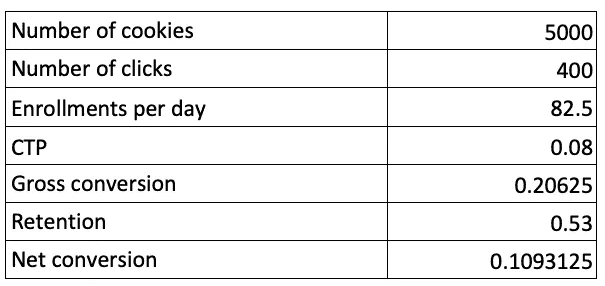 Number of cookies 5000
Number of clicks 400
Enrollments per day 82.5
CTP 0.08
Gross conversion 0.20625
Retention 0.53
Net conversion 0.1093125